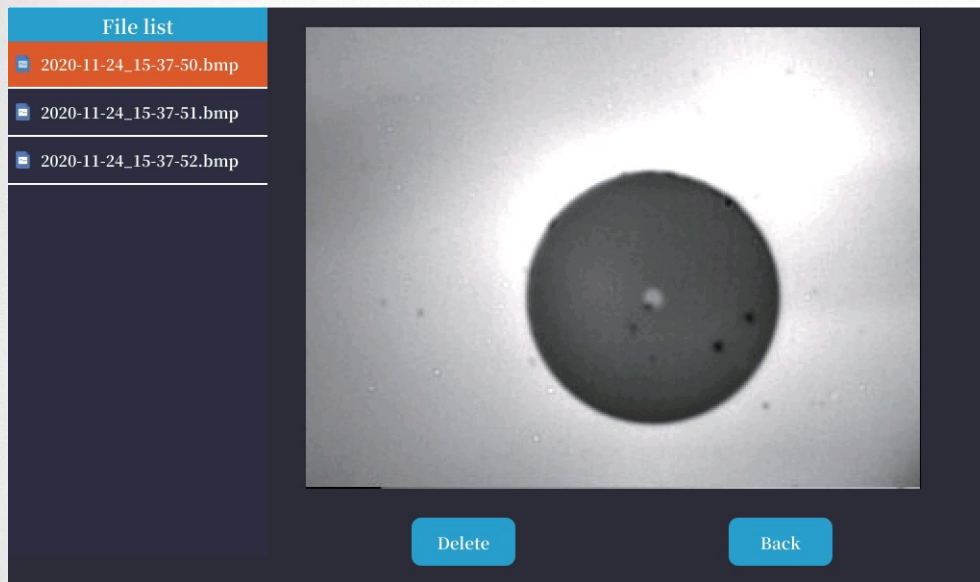 File list
2020-11-24_15-37-50.bmp
2020-11-24_15-37-51.bmp
2020-11-24_15-37-52.bmp
Delete
Back